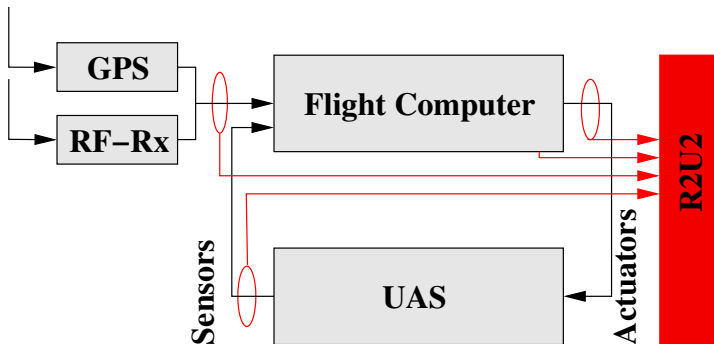 GPS
RF−Rx
Flight Computer
R2U2
Sensors
UAS
Actuators